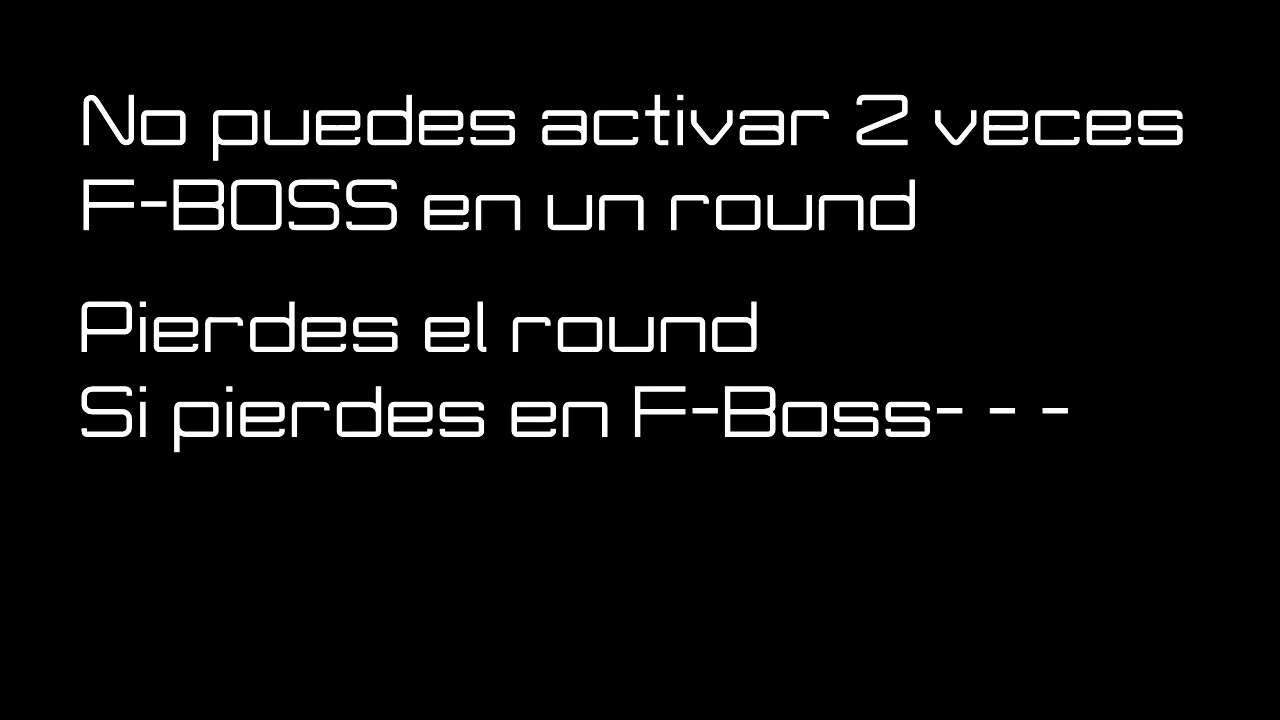 No puedes activar 2 veces
F-BOSS en un round
Pierdes el round
Si pierdes en F-Boss- - -